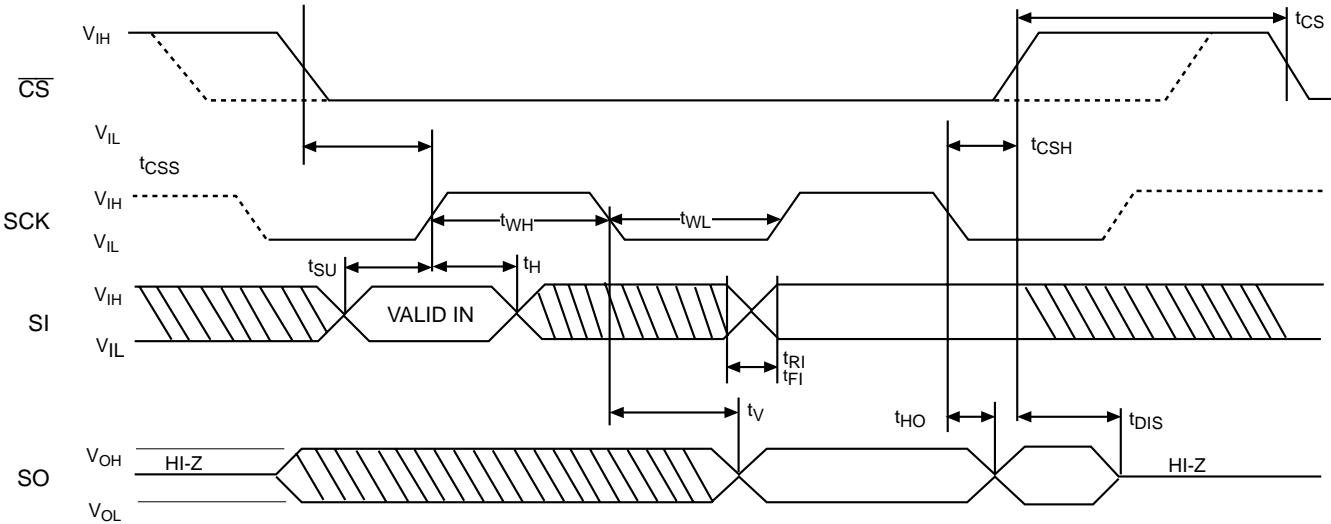 tCS
VIH
CS
VIL
tCSS
tCSH
VIH
SCK
tWH
tWL
VIL
tSU
tH
VIH
SI
VALID IN
VIL
tRI
tFI
tV
tHO
tDIS
VOH
HI-Z
HI-Z
SO
VOL